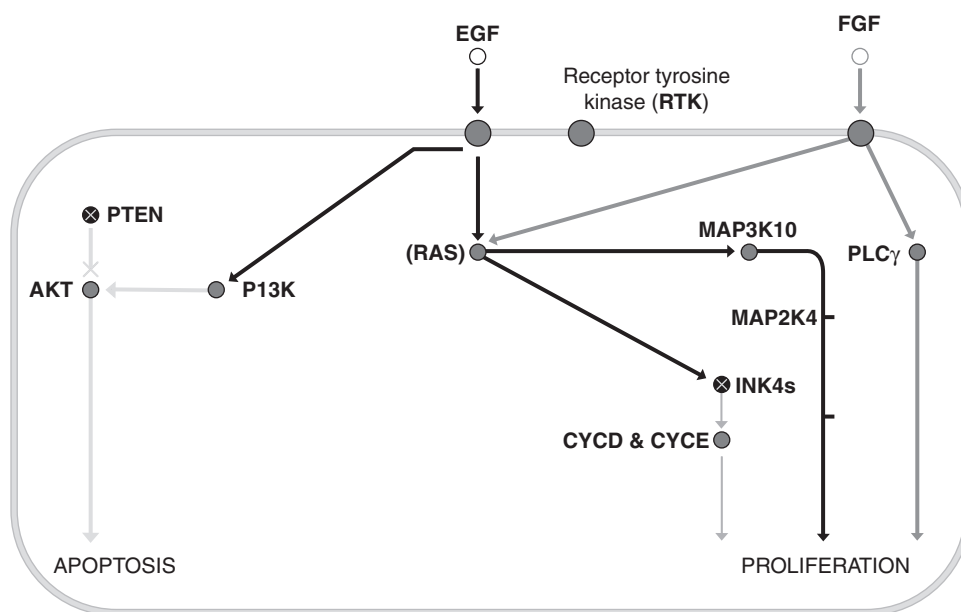 EGF
FGF
Receptor tyrosine
kinase (RTK)
PTEN
(RAS)
MAP3K10
PLCγ
AKT
P13K
MAP2K4
INK4s
CYCD & CYCE
APOPTOSIS
PROLIFERATION